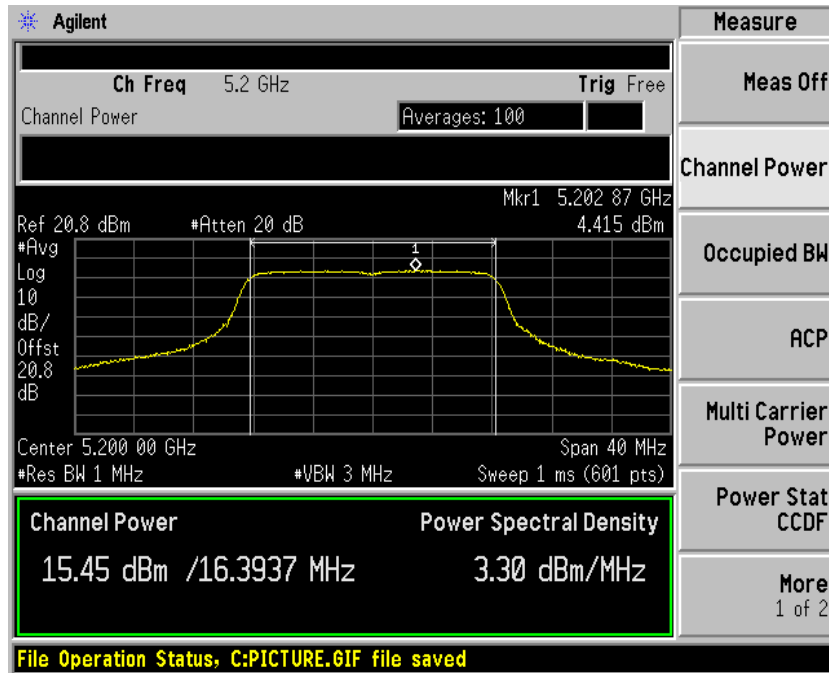 Agilent
Measure
Ch Freq 5.2 GHz Trig Free
Channel Power Averages: 100
Mkr1 5.202 87 GHz
Ref 20.8 dBm #Atten 20 dB 4.415 dBm
#Avg
Log
10
dB/
Offst
20.8
dB
1
Center 5.200 00 GHz Span 40 MHz
#Res BW 1 MHz #VBW 3 MHz Sweep 1 ms (601 pts)
Channel Power Power Spectral Density
15.45 dBm /16.3937 MHz 3.30 dBm/MHz
File Operation Status, C:PICTURE.GIF file saved
Meas Off
Channel Power
Occupied BW
ACP
Multi Carrier
Power
Power Stat
CCDF
More
1 of 2